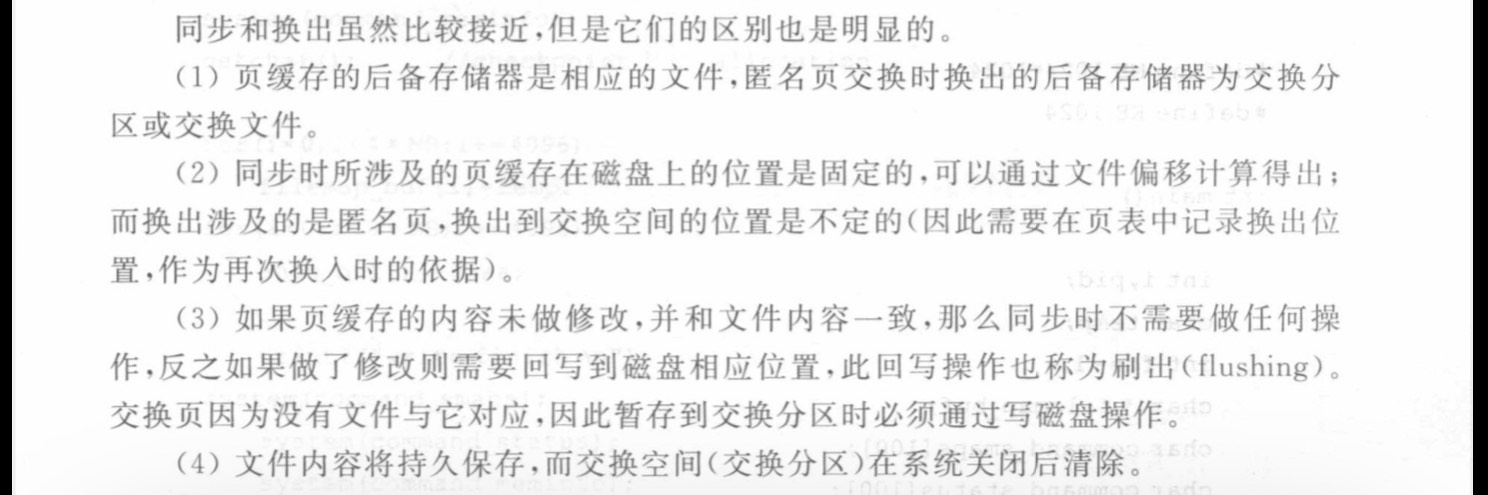 同步和换出虽然比较接近,但是它们的区别也是明显的。
(1) 页缓存的后备存储器是相应的文件,匿名页交换时换出的后备存储器为交换分
区或交换文件。
(2) 同步时所涉及的页缓存在磁盘上的位置是固定的,可以通过文件偏移计算得出;
而换出涉及的是匿名页,换出到交换空间的位置是不定的(因此需要在页表中记录换出位
置,作为再次换入时的依据)。
(3) 如果页缓存的内容未做修改,并和文件内容一致,那么同步时不需要做任何操
作,反之如果做了修改则需要回写到磁盘相应位置,此回写操作也称为刷出(flushing)。
交换页因为没有文件与它对应,因此暂存到交换分区时必须通过写磁盘操作。
(4) 文件内容将持久保存,而交换空间(交换分区)在系统关闭后清除。